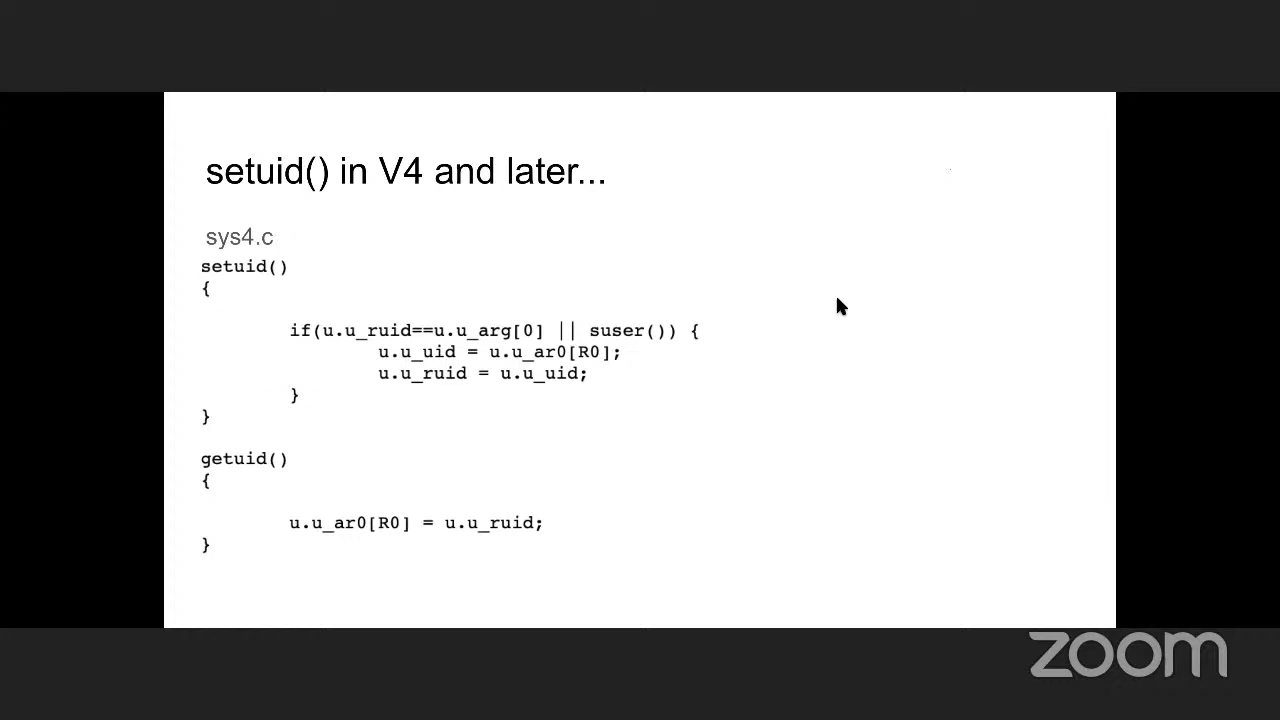 setuid() in V4 and later...
sys4.c
setuid()
{
if(u.u_ruid==u.u_arg[0] || suser()) {
u.u_uid = u.u_ar0[R0];
u.u_ruid = u.u_uid;
}
}
getuid()
{
u.u_ar0[R0] = u.u_ruid;
}
zoom